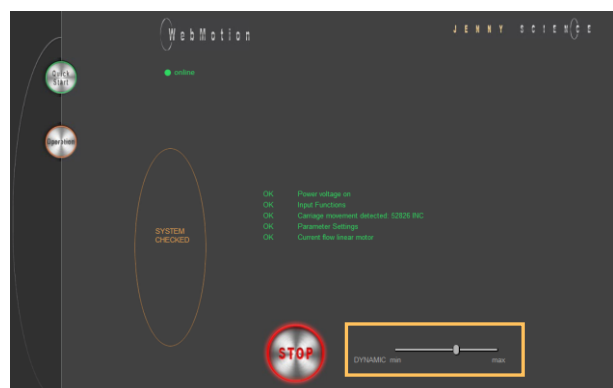 WebMotion
JENNY SCIENCE
Quick Start
online
Operation
OK Power voltage on
OK Input Functions
OK Carriage movement detected: 52826 INC
OK Parameter Settings
OK Current flow linear motor
SYSTEM
CHECKED
STOP
DYNAMIC min max